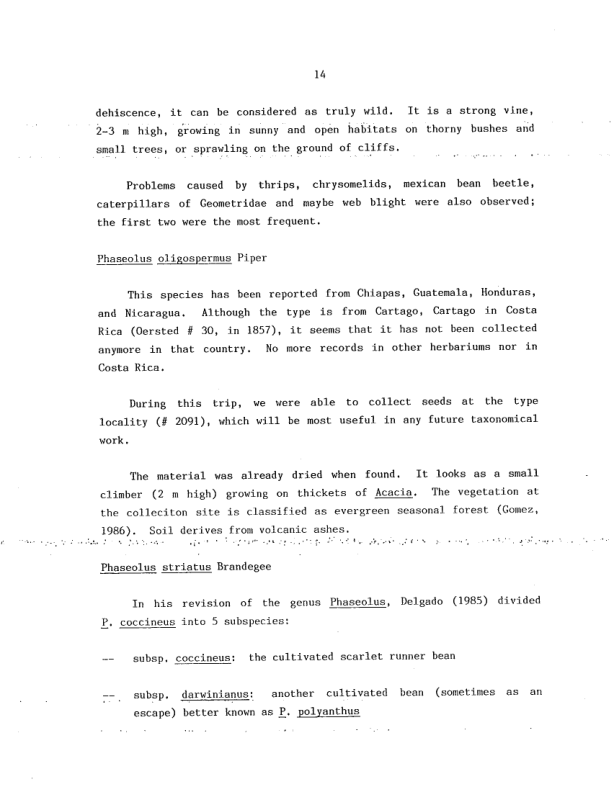 14
dehiscence, it can be considered as truly wild. It is a strong vine,
2-3 m high, growing in sunny and open habitats on thorny bushes and
small trees, or sprawling on the ground of cliffs.
Problems caused by thrips, chrysomelids, mexican bean beetle,
caterpillars of Geometridae and maybe web blight were also observed;
the first two were the most frequent.
Phaseolus oligospermus Piper
This species has been reported from Chiapas, Guatemala, Honduras,
and Nicaragua. Although the type is from Cartago, Cartago in Costa
Rica (Oersted # 30, in 1857), it seems that it has not been collected
anymore in that country. No more records in other herbariums nor in
Costa Rica.
During this trip, we were able to collect seeds at the type
locality (# 2091), which will be most useful in any future taxonomical
work.
The material was already dried when found. It looks as a small
climber (2 m high) growing on thickets of Acacia. The vegetation at
the colleciton site is classified as evergreen seasonal forest (Gomez,
1986). Soil derives from volcanic ashes.
Phaseolus striatus Brandegee
In his revision of the genus Phaseolus, Delgado (1985) divided
P. coccineus into 5 subspecies:
-- subsp. coccineus: the cultivated scarlet runner bean
-- subsp. darwinianus: another cultivated bean (sometimes as an
escape) better known as P. polyanthus